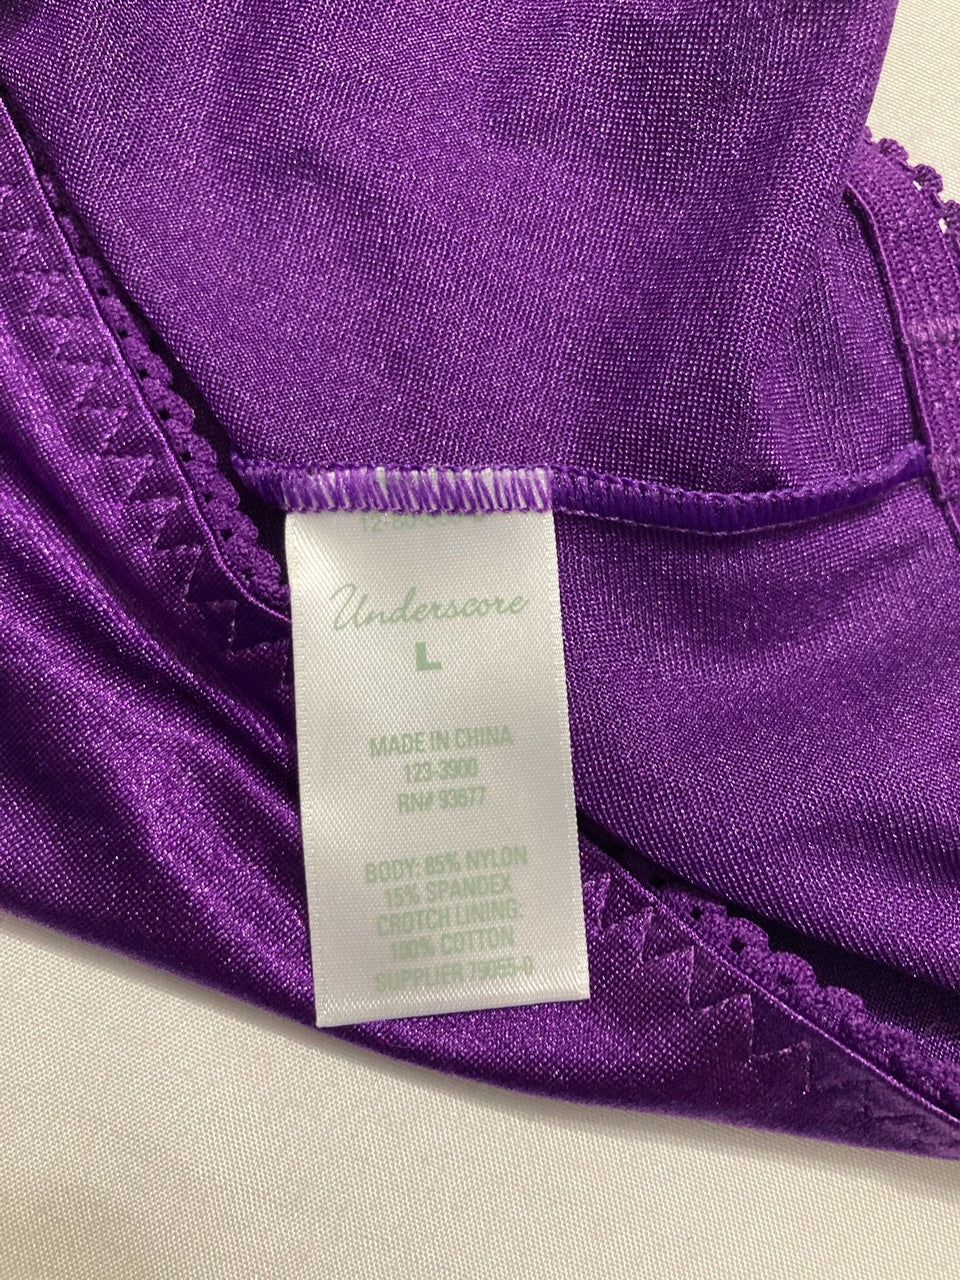 Underscore
L
MADE IN CHINA
123-3900
RN# 93677
BODY: 85% NYLON
15% SPANDEX
CROTCH LINING:
100% COTTON
SUPPLIER 79055-0